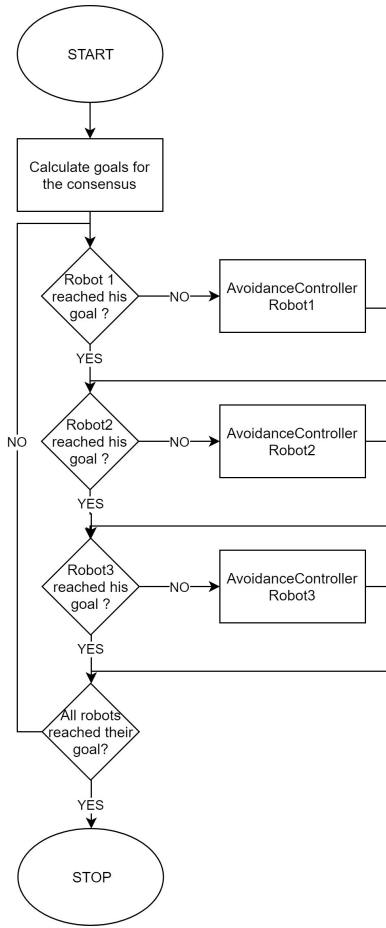 START
Calculate goals for
the consensus
Robot 1
reached his
goal ?
NO
AvoidanceController
Robot1
YES
Robot2
reached his
goal ?
NO
AvoidanceController
Robot2
NO
YES
Robot3
reached his
goal ?
NO
AvoidanceController
Robot3
YES
All robots
reached their
goal?
YES
STOP